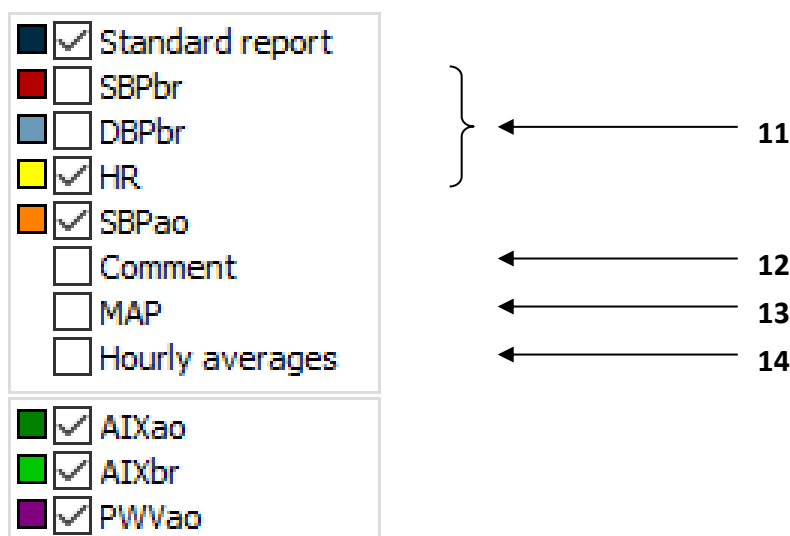 Standard report
SBPbr
DBPbr
11
HR
SBPao
Comment
12
MAP
13
Hourly averages
14
AIXao
AIXbr
PWVao